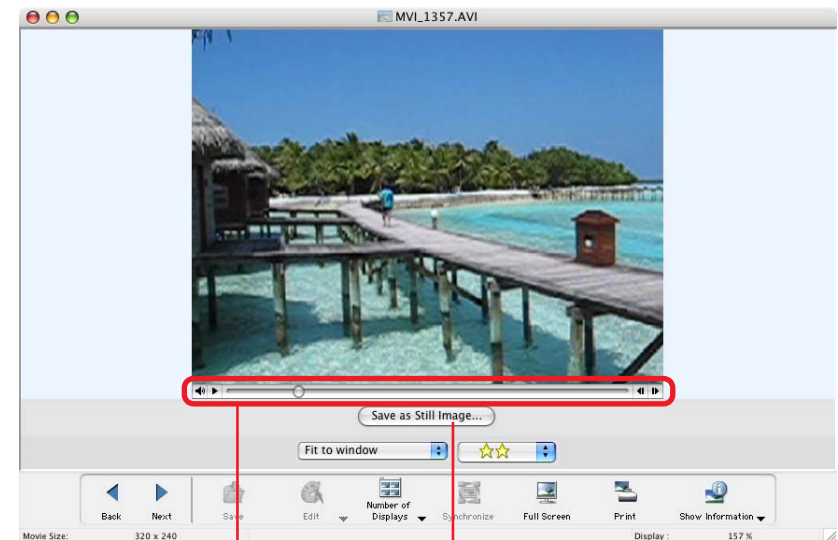 MVI_1357.AVI
Save as Still Image...
Fit to window
Back Next Save Edit Number of Displays Synchronize Full Screen Print Show Information
Movie Size: 320 x 240 Display : 157 %